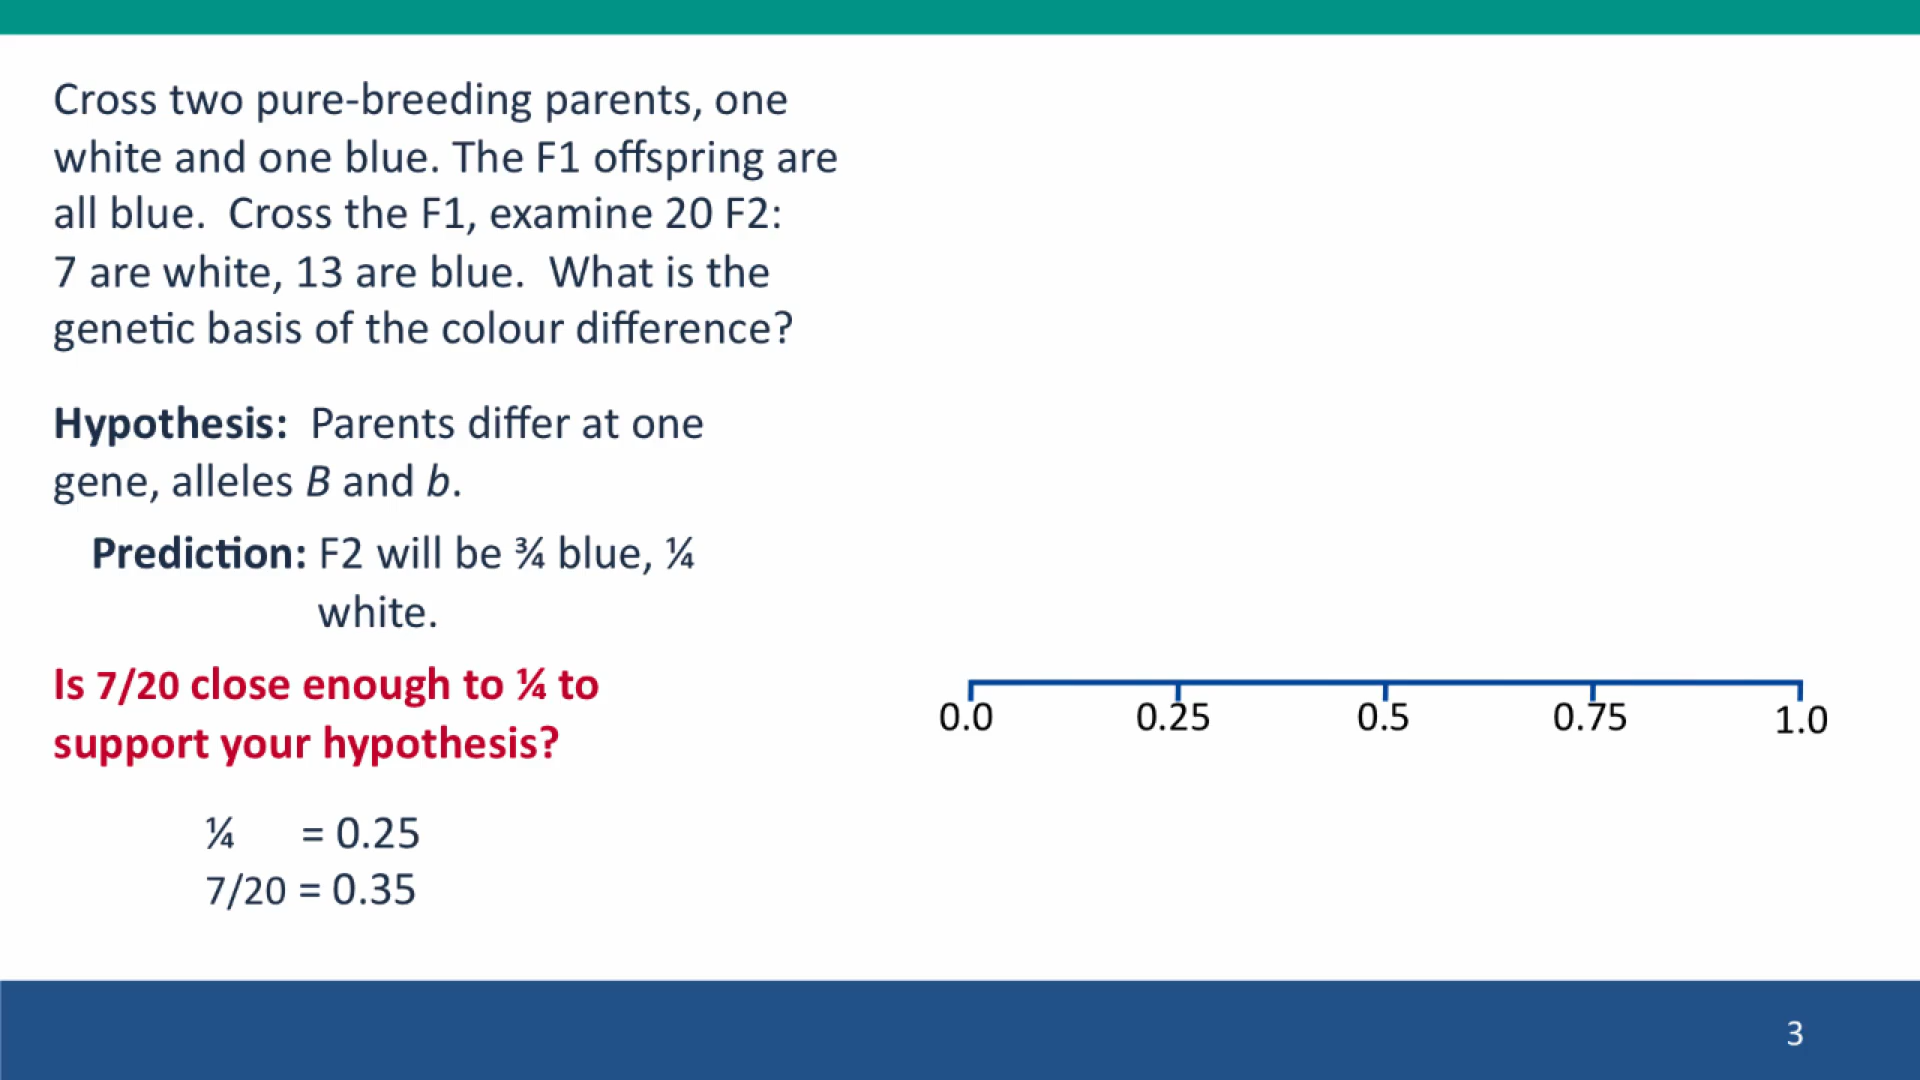 Cross two pure-breeding parents, one
white and one blue. The F1 offspring are
all blue.  Cross the F1, examine 20 F2:
7 are white, 13 are blue.  What is the
genetic basis of the colour difference?
Hypothesis:  Parents differ at one
gene, alleles B and b.
Prediction: F2 will be ¾ blue, ¼
white.
Is 7/20 close enough to ¼ to
support your hypothesis?
¼ = 0.25
7/20 = 0.35
0.0 0.25 0.5 0.75 1.0
3